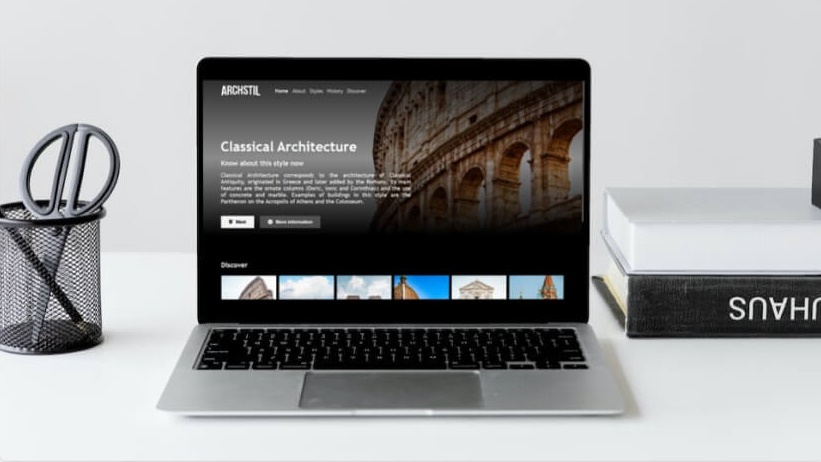 ARCHSTIL
Home About Styles History Discover
Classical Architecture
Know about this style now
Classical Architecture corresponds to the architecture of Classical
Antiquity, originated in Greece and later added by the Romans. Its main
features are the ornate columns (Doric, Ionic and Corinthian) and the use
of concrete and marble. Examples of buildings in this style are the
Parthenon on the Acropolis of Athens and the Colosseum.
More information
Discover
UHAUS